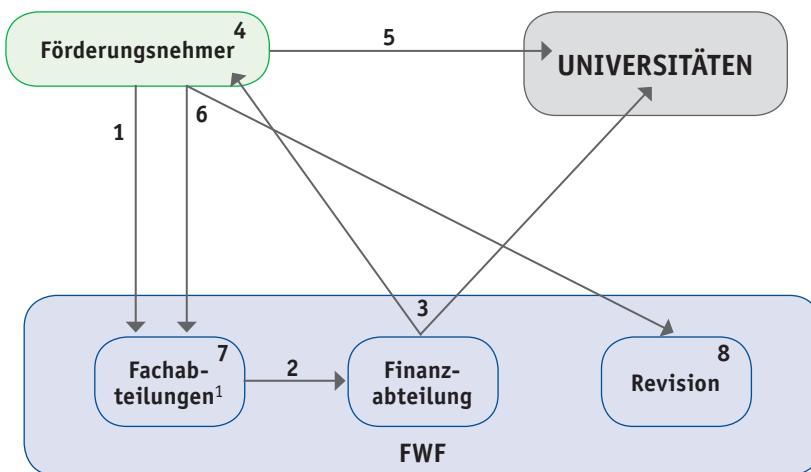 4
Förderungsnehmer
5
UNIVERSITÄTEN
1
6
3
7
Fachab-
teilungen¹
2
Finanz-
abteilung
8
Revision
FWF